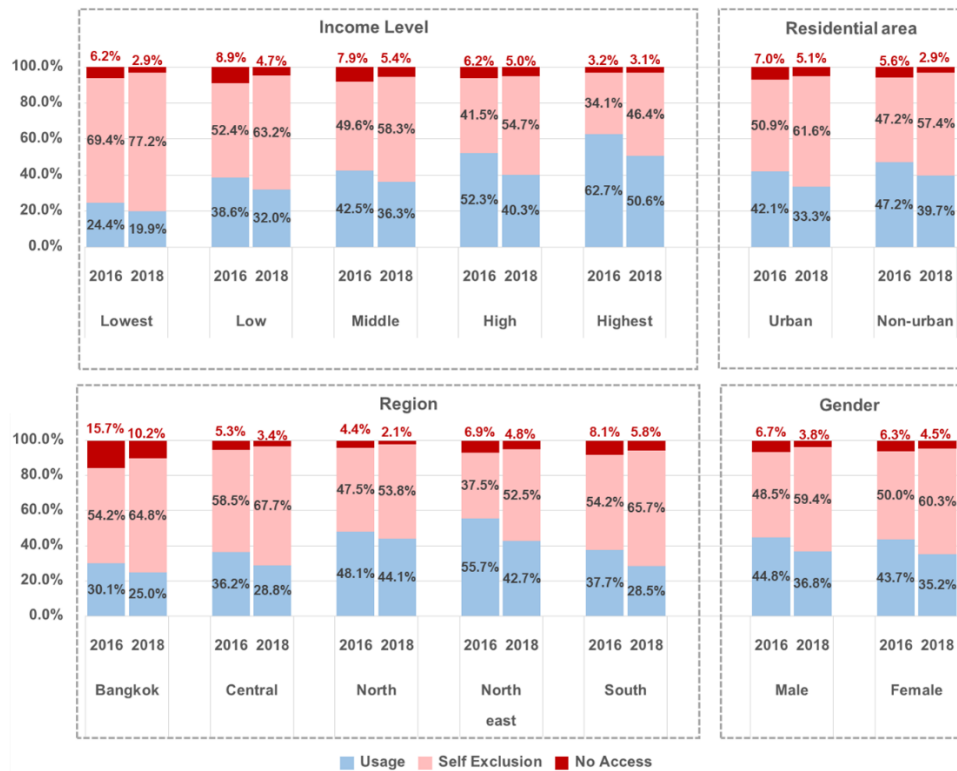 Income Level
6.2% 2.9% 8.9% 4.7% 7.9% 5.4% 6.2% 5.0% 3.2% 3.1%
100.0%
80.0%
60.0%
40.0%
20.0%
0.0%
69.4% 77.2% 52.4% 63.2% 49.6% 58.3% 41.5% 54.7% 34.1% 46.4%
24.4% 19.9% 38.6% 32.0% 42.5% 36.3% 52.3% 40.3% 62.7% 50.6%
2016 2018 2016 2018 2016 2018 2016 2018 2016 2018
Lowest Low Middle High Highest
Residential area
7.0% 5.1% 5.6% 2.9%
50.9% 61.6% 47.2% 57.4%
42.1% 33.3% 47.2% 39.7%
2016 2018 2016 2018
Urban Non-urban
Region
15.7% 10.2% 5.3% 3.4% 4.4% 2.1% 6.9% 4.8% 8.1% 5.8%
100.0%
80.0%
60.0%
40.0%
20.0%
0.0%
54.2% 64.8% 58.5% 67.7% 47.5% 53.8% 37.5% 52.5% 54.2% 65.7%
30.1% 25.0% 36.2% 28.8% 48.1% 44.1% 55.7% 42.7% 37.7% 28.5%
2016 2018 2016 2018 2016 2018 2016 2018 2016 2018
Bangkok Central North North South
east
Gender
6.7% 3.8% 6.3% 4.5%
48.5% 59.4% 50.0% 60.3%
44.8% 36.8% 43.7% 35.2%
2016 2018 2016 2018
Male Female
Usage Self Exclusion No Access